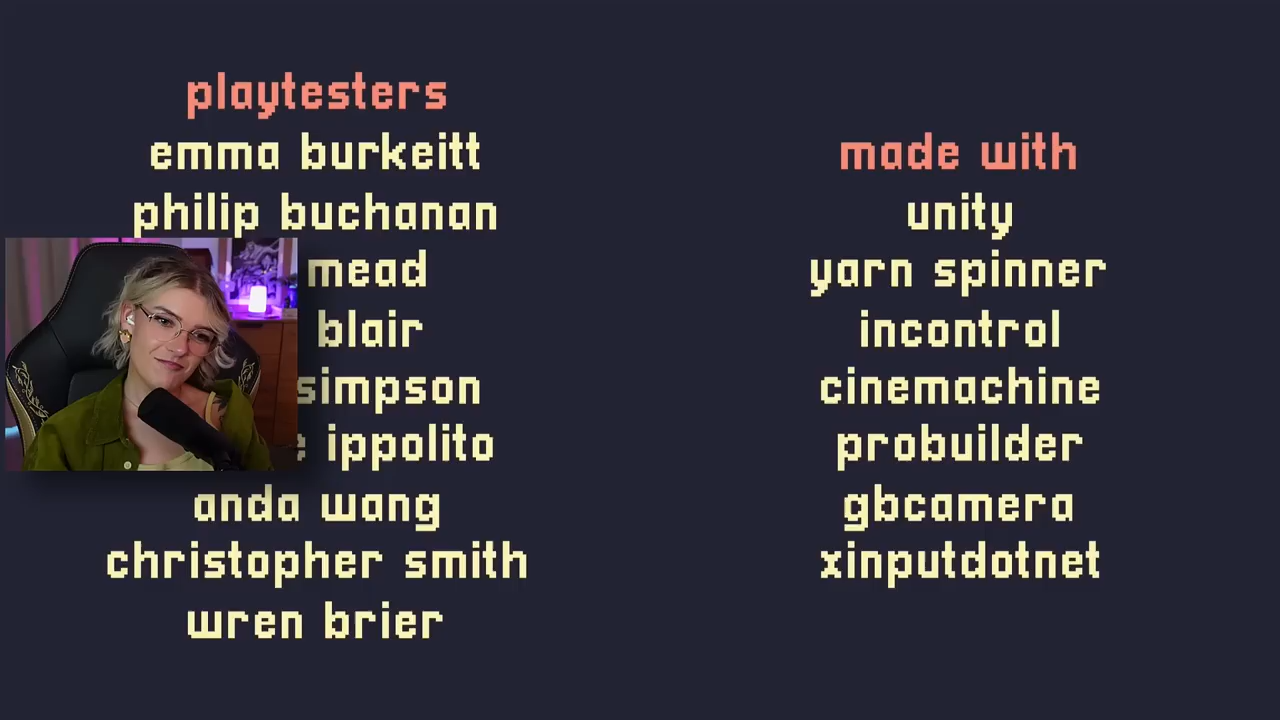 playtesters
emma burkeitt
philip buchanan
mead
blair
simpson
ippolito
anda wang
christopher smith
wren brier
made with
unity
yarn spinner
incontrol
cinemachine
probuilder
gbcamera
xinputdotnet